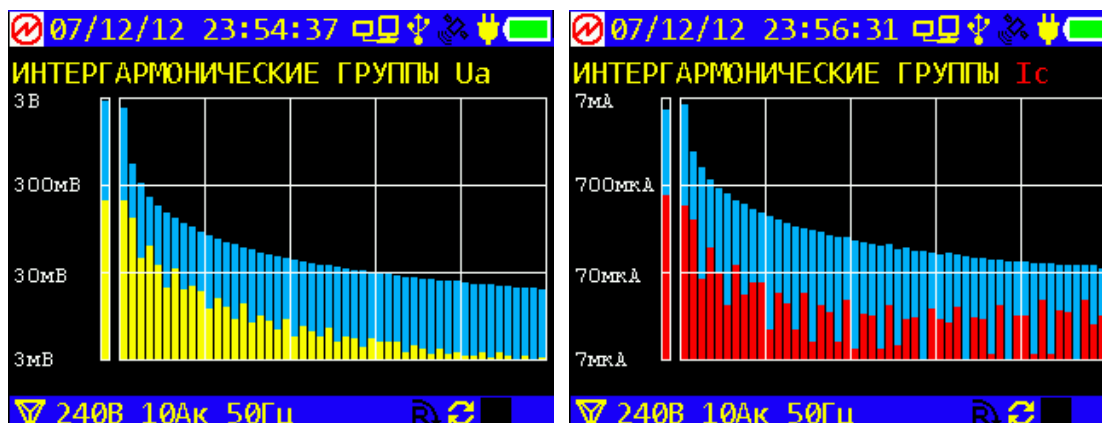 07/12/12 23:54:37
ИНТЕРГАРМОНИЧЕСКИЕ ГРУППЫ Ua
3В
300мВ
30мВ
3мВ
240В 10Ак 50Гц
R
07/12/12 23:56:31
ИНТЕРГАРМОНИЧЕСКИЕ ГРУППЫ Ic
7мА
700мкА
70мкА
7мкА
240В 10Ак 50Гц
R